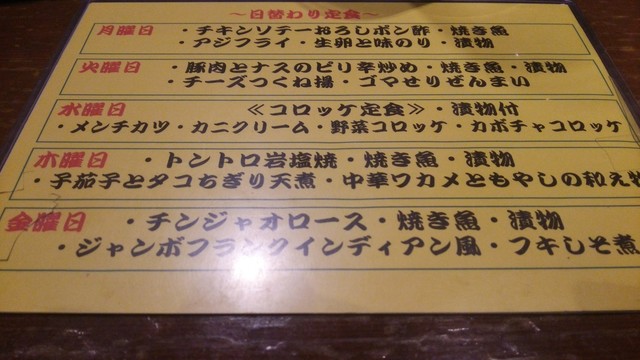 ～日替わり定食～
月曜日 ・チキンソテーおろしポン酢・焼き魚
・アジフライ・生卵と味のり・漬物
火曜日 ・豚肉とナスのピリ辛炒め・焼き魚・漬物
・チーズつくね揚・ゴマせりぜんまい
水曜日 ≪コロッケ定食≫・漬物付
・メンチカツ・カニクリーム・野菜コロッケ・カボチャコロッケ
木曜日 ・トントロ岩塩焼・焼き魚・漬物
・子茄子とタコちぎり天煮・中華ワカメともやしの和え物
金曜日 ・チンジャオロース・焼き魚・漬物
・ジャンボフランクインディアン風・フキしそ煮